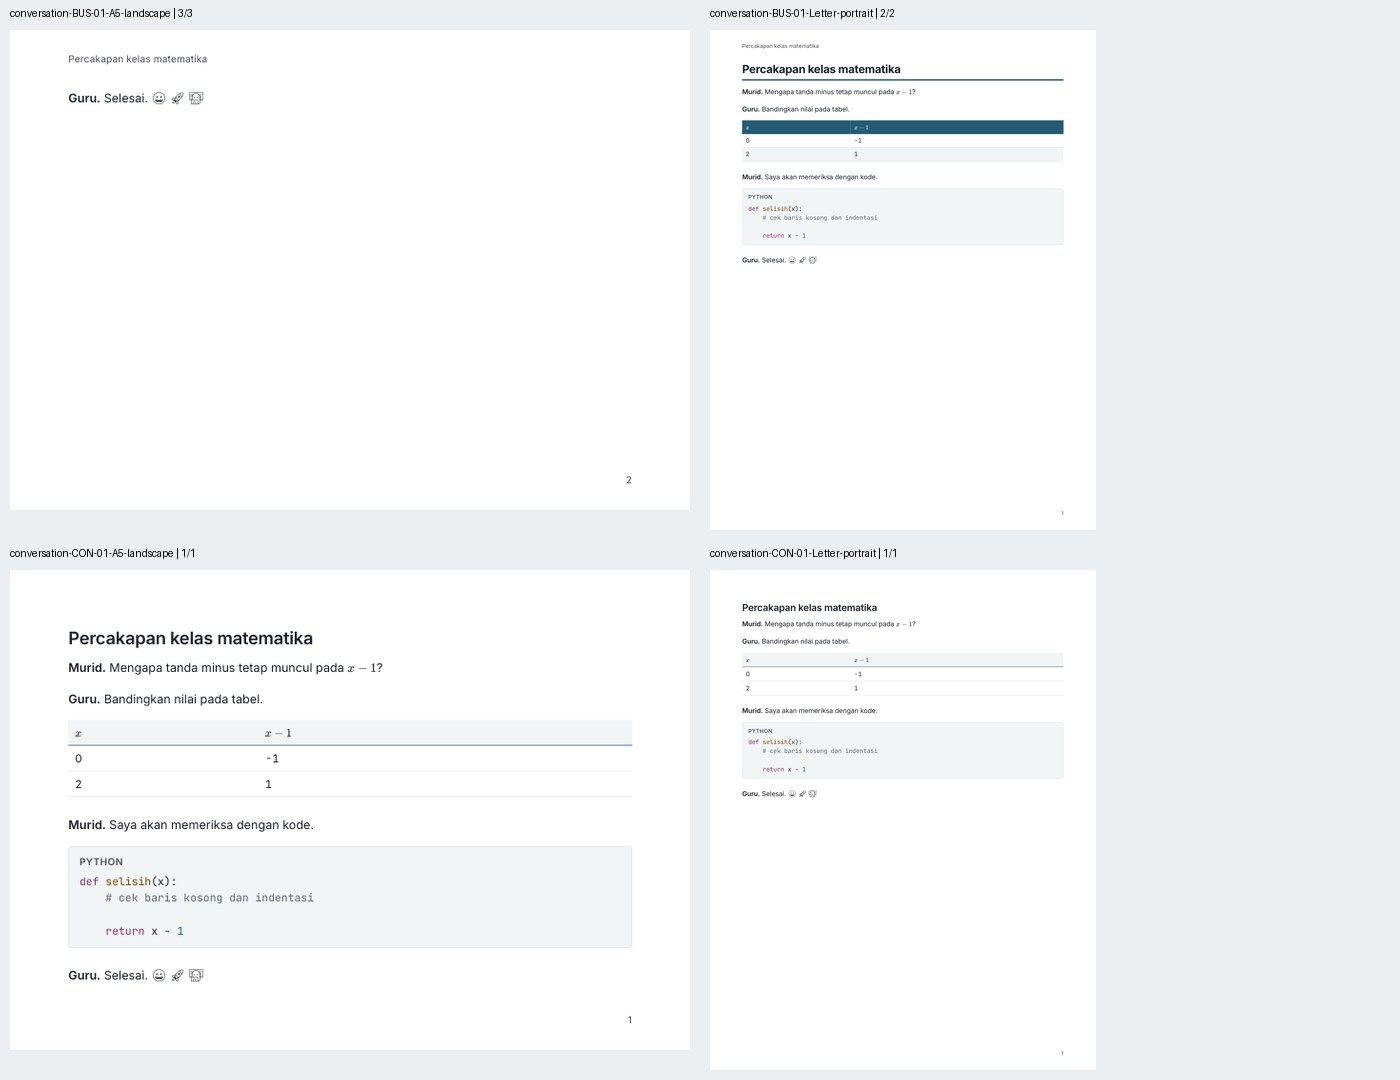 conversation-BUS-01-A5-landscape | 3/3
Percakapan kelas matematika
Guru. Selesai. 😀 🚀
2
conversation-BUS-01-Letter-portrait | 2/2
Percakapan kelas matematika
Percakapan kelas matematika
Murid. Mengapa tanda minus tetap muncul pada x − 1?
Guru. Bandingkan nilai pada tabel.
x x − 1
0 -1
2 1
Murid. Saya akan memeriksa dengan kode.
PYTHON
def selisih(x):
    # cek baris kosong dan indentasi
    return x - 1
Guru. Selesai. 😀 🚀
1
conversation-CON-01-A5-landscape | 1/1
Percakapan kelas matematika
Murid. Mengapa tanda minus tetap muncul pada x − 1?
Guru. Bandingkan nilai pada tabel.
x x − 1
0 -1
2 1
Murid. Saya akan memeriksa dengan kode.
PYTHON
def selisih(x):
    # cek baris kosong dan indentasi
    return x - 1
Guru. Selesai. 😀 🚀
1
conversation-CON-01-Letter-portrait | 1/1
Percakapan kelas matematika
Murid. Mengapa tanda minus tetap muncul pada x − 1?
Guru. Bandingkan nilai pada tabel.
x x − 1
0 -1
2 1
Murid. Saya akan memeriksa dengan kode.
PYTHON
def selisih(x):
    # cek baris kosong dan indentasi
    return x - 1
Guru. Selesai. 😀 🚀
1